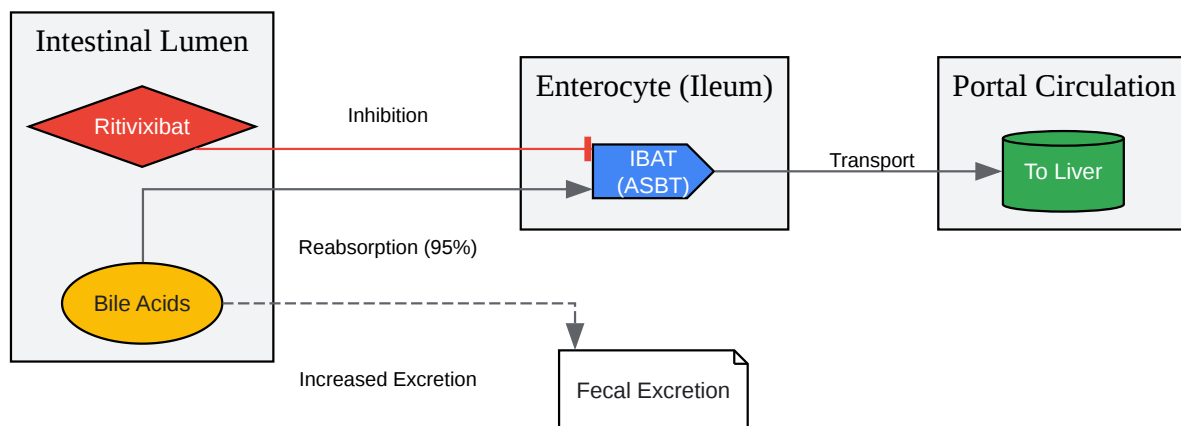 Intestinal Lumen
Ritivixibat
Bile Acids
Inhibition
Reabsorption (95%)
Increased Excretion
Enterocyte (Ileum)
IBAT
(ASBT)
Transport
Portal Circulation
To Liver
Fecal Excretion